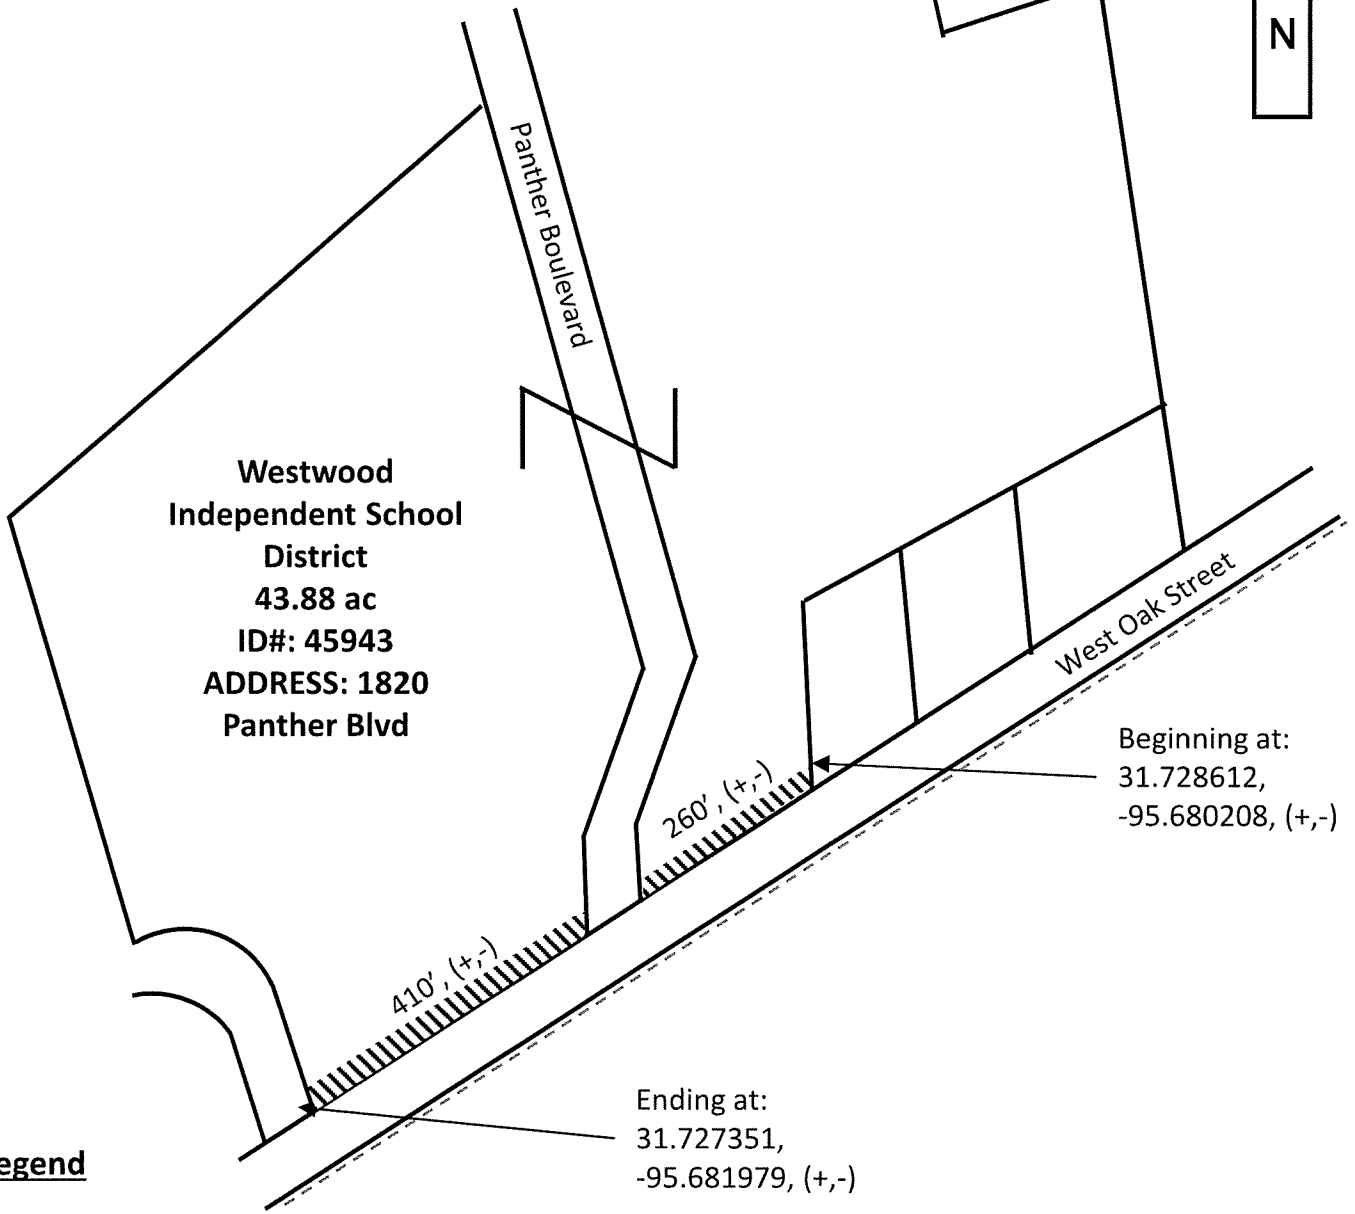 N
Panther Boulevard
Westwood
Independent School
District
43.88 ac
ID#: 45943
ADDRESS: 1820
Panther Blvd
West Oak Street
Beginning at:
31.728612,
-95.680208, (+,-)
260’, (+,-)
410’, (+,-)
Ending at:
31.727351,
-95.681979, (+,-)
egend